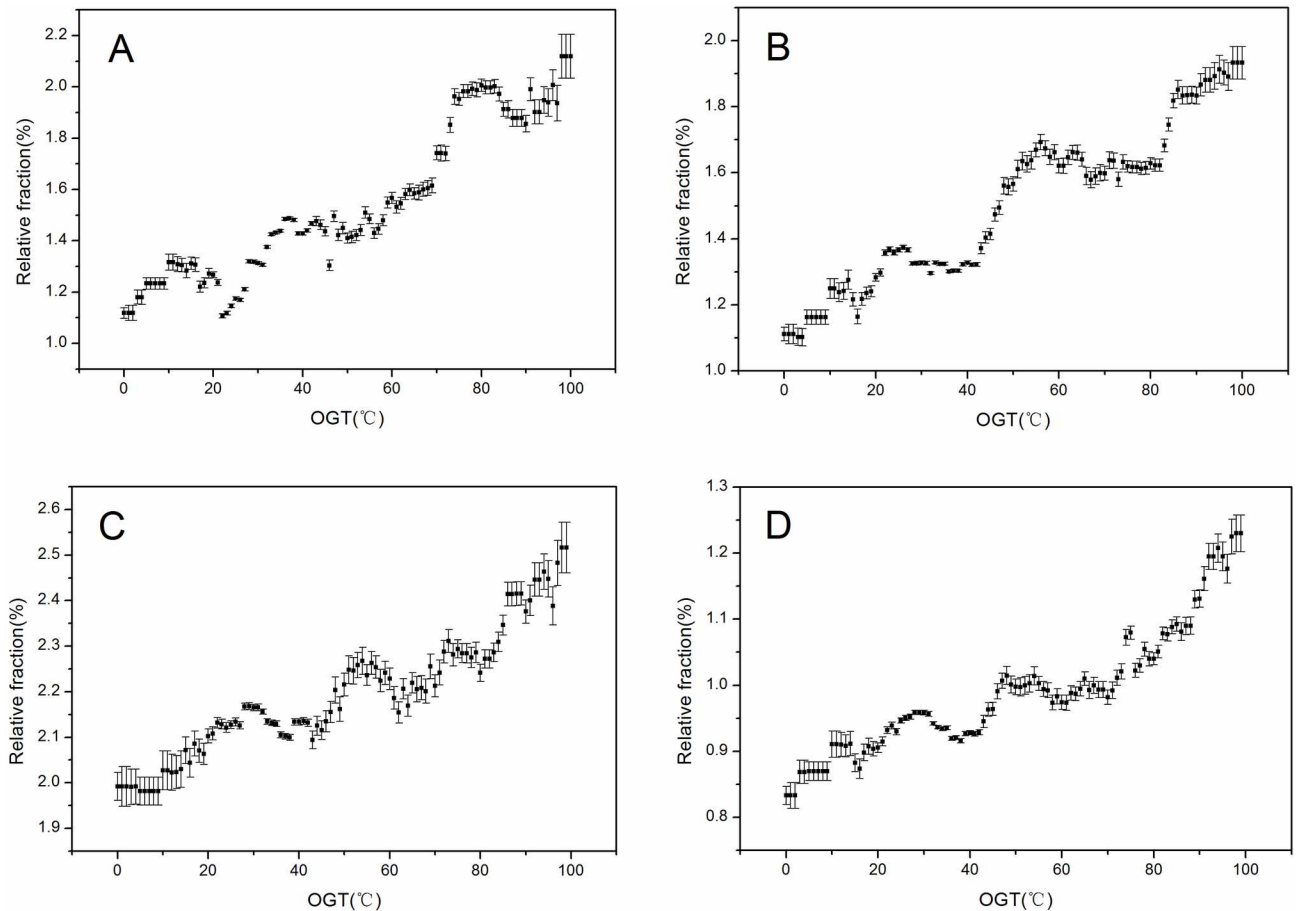 A
Relative fraction(%)
2.2
2.0
1.8
1.6
1.4
1.2
1.0
0 20 40 60 80 100
OGT(℃)
B
Relative fraction(%)
2.0
1.8
1.6
1.4
1.2
1.0
0 20 40 60 80 100
OGT(℃)
C
Relative fraction(%)
2.6
2.5
2.4
2.3
2.2
2.1
2.0
1.9
0 20 40 60 80 100
OGT(℃)
D
Relative fraction(%)
1.3
1.2
1.1
1.0
0.9
0.8
0 20 40 60 80 100
OGT(℃)